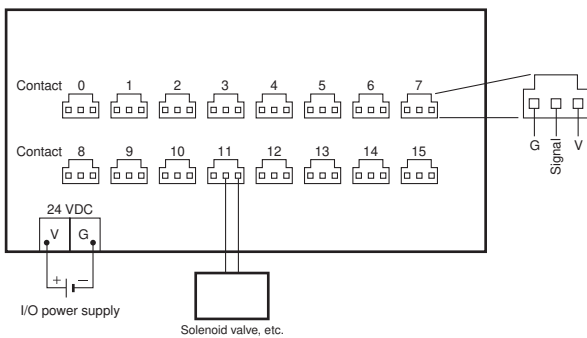 Contact 0 1 2 3 4 5 6 7
G Signal V
Contact 8 9 10 11 12 13 14 15
24 VDC
V G
+ −
I/O power supply
Solenoid valve, etc.